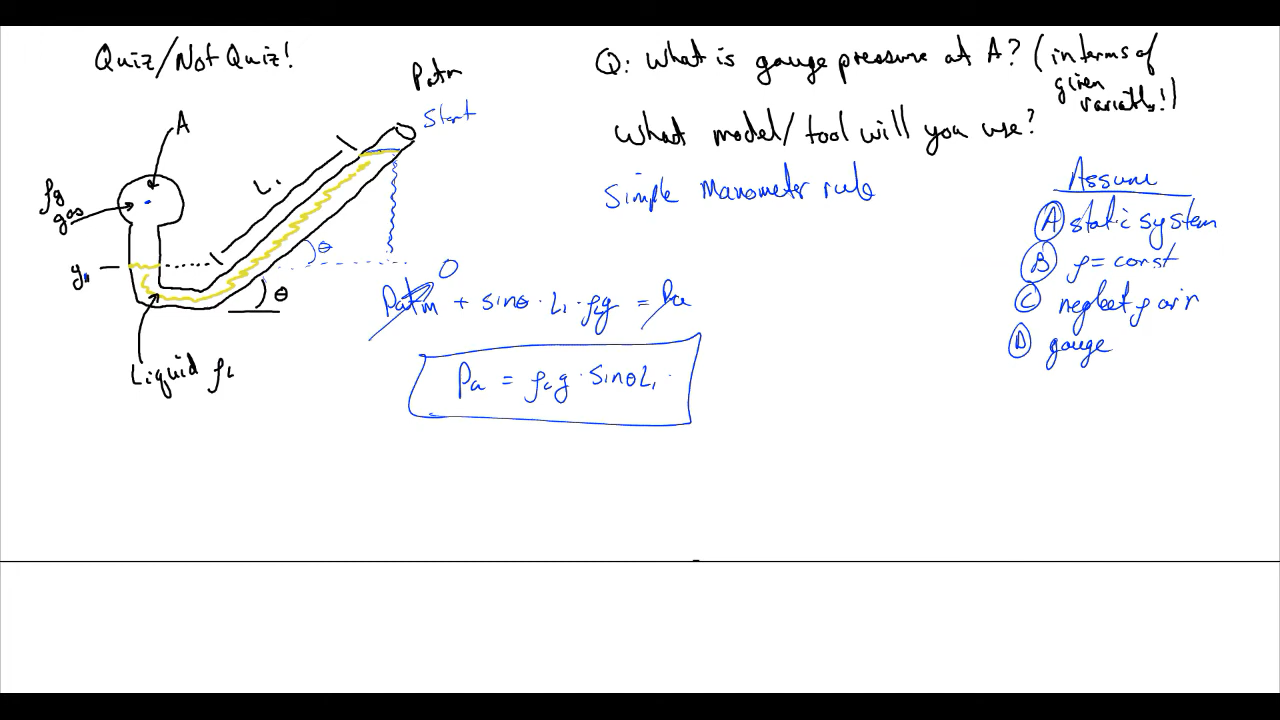 Quiz/Not Quiz!
Q: What is gauge pressure at A? (in terms of
given
variables!)
Patm
Start
A
What model/tool will you use?
Simple Manometer rule
ρg
gas
L₁
θ
y₁
θ
Liquid ρL
0
Patm + sinθ · L₁ · ρLg = Pa
Pa = ρLg · sinθL₁
Assume
A static system
B ρ = const
C neglect ρ air
D gauge